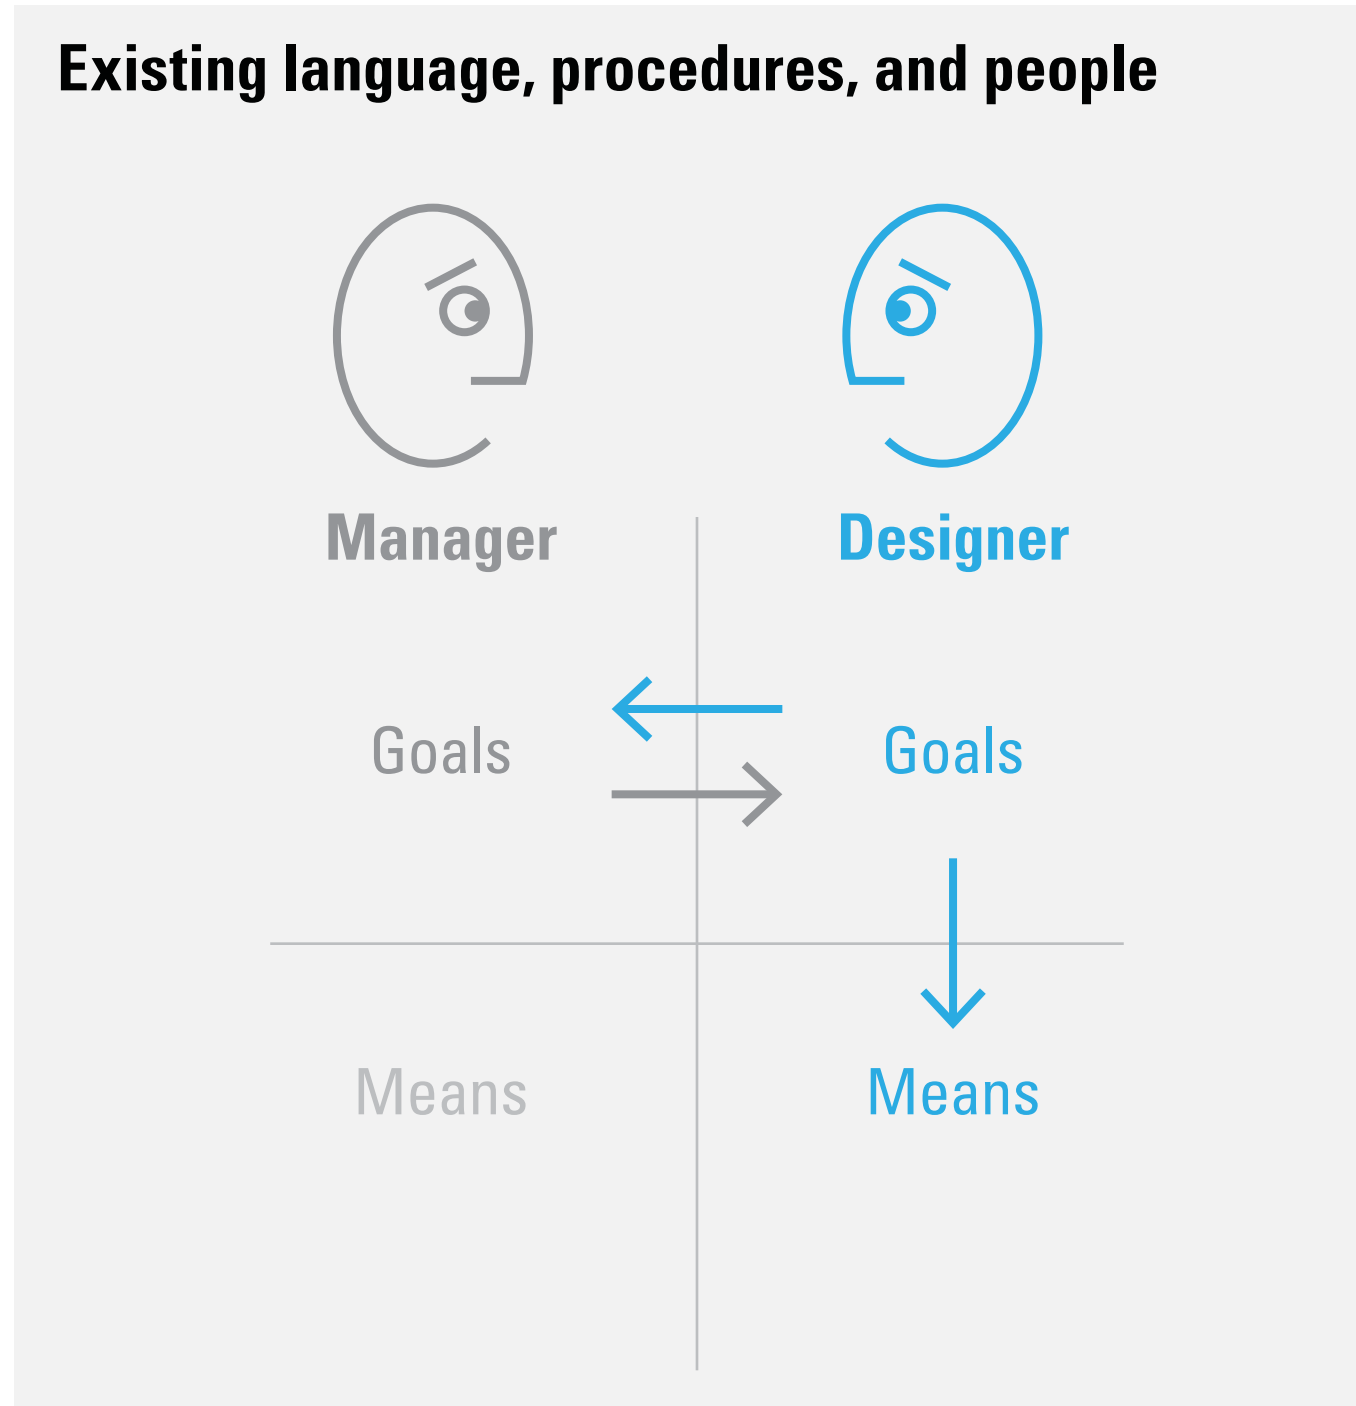 Existing language, procedures, and people
Manager
Designer
Goals
Goals
Means
Means